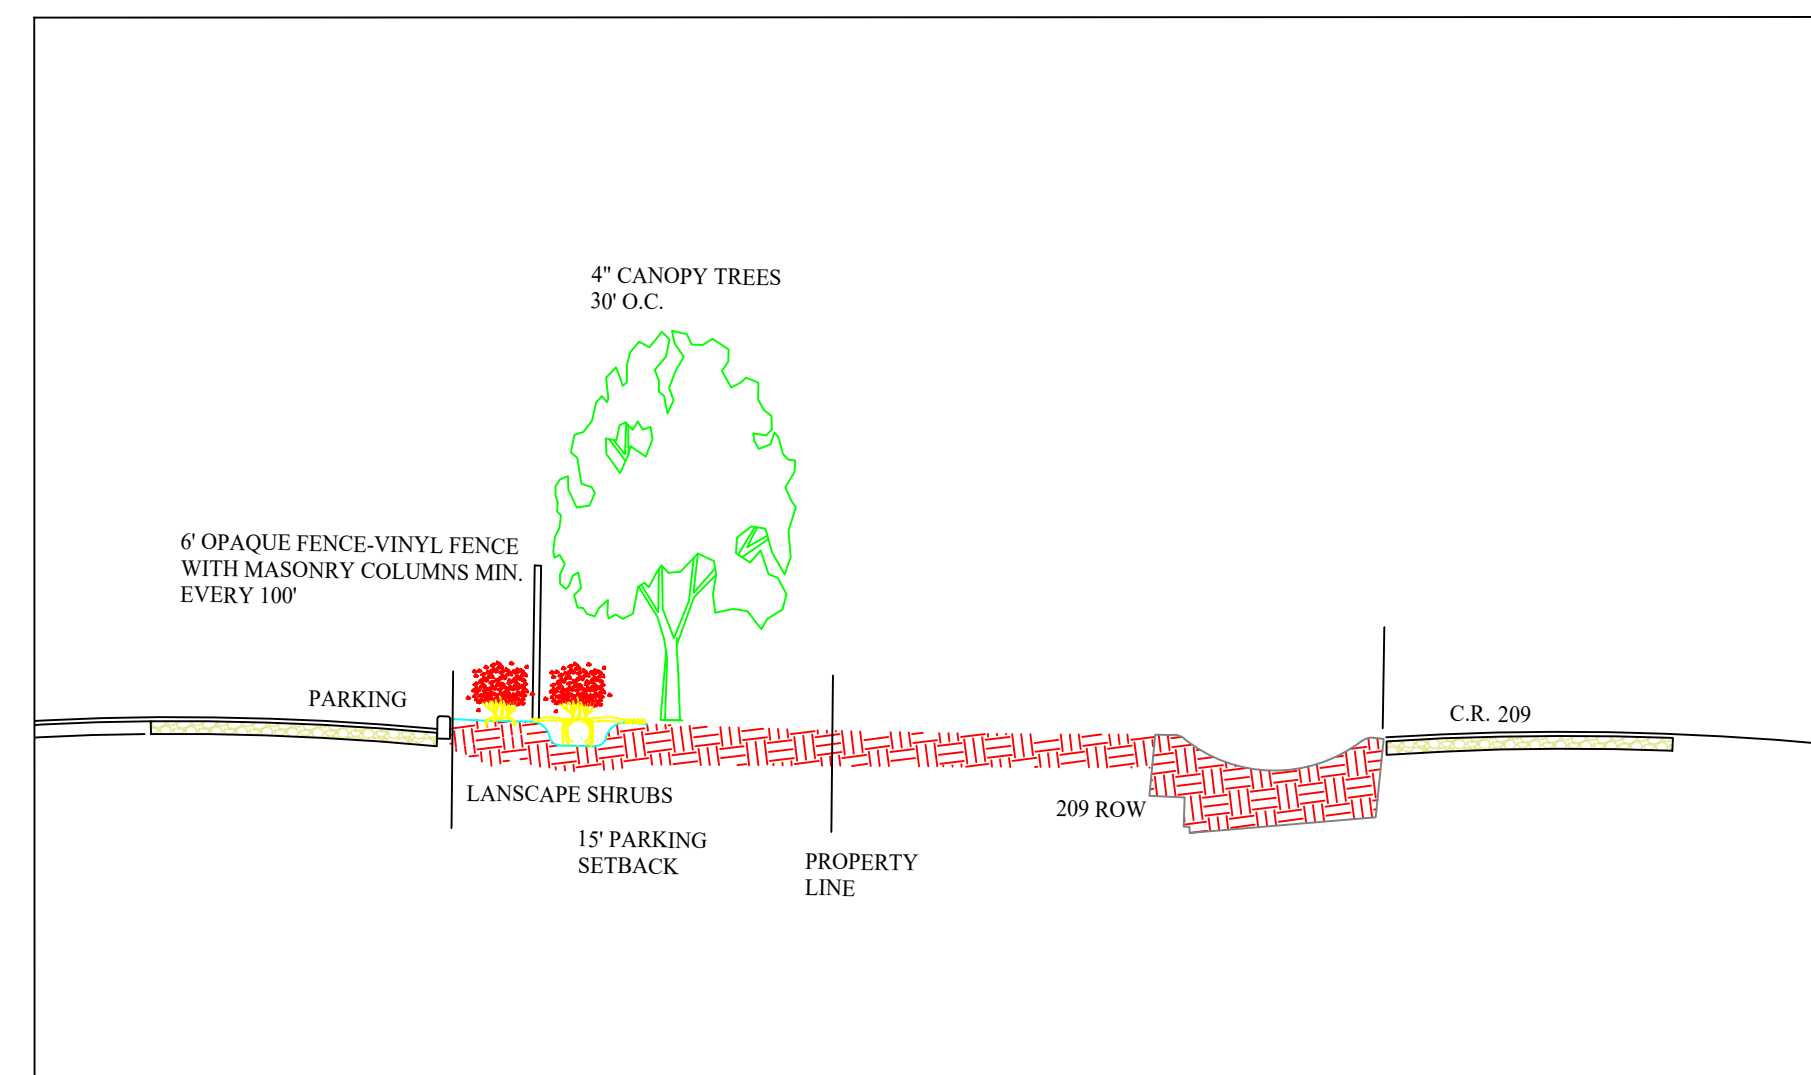 4" CANOPY TREES
30' O.C.
6' OPAQUE FENCE-VINYL FENCE
WITH MASONRY COLUMNS MIN.
EVERY 100'
PARKING
C.R. 209
LANSCAPE SHRUBS
209 ROW
15' PARKING
SETBACK
PROPERTY
LINE